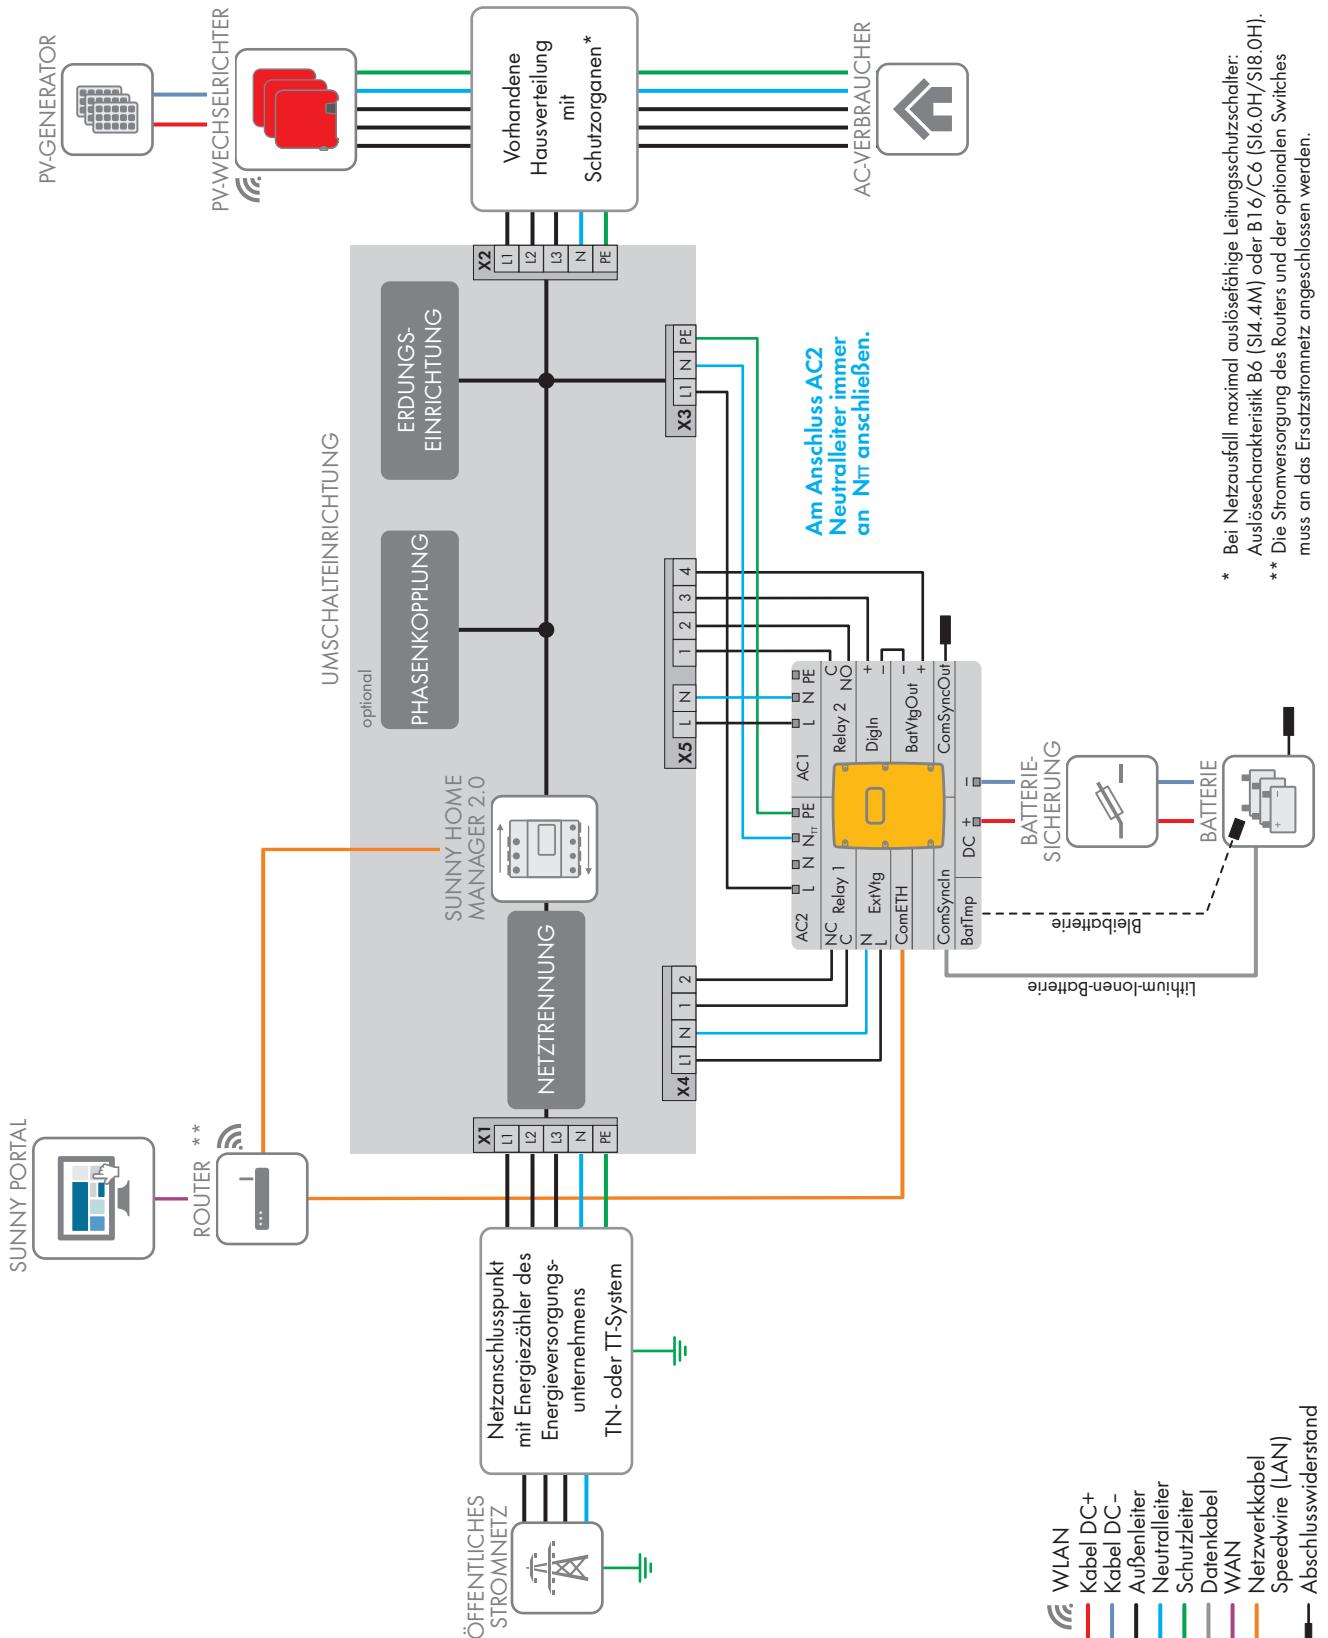 SUNNY PORTAL
ROUTER **
PV-GENERATOR
PV-WECHSELRICHTER
UMSCHALTEINRICHTUNG
optional
ERDUNGS-
EINRICHTUNG
PHASENKOPPLUNG
SUNNY HOME
MANAGER 2.0
NETZTRENNUNG
ÖFFENTLICHES
STROMNETZ
Netzanschlusspunkt
mit Energiezähler des
Energieversorgungs-
unternehmens
TN- oder TT-System
X1
L1
L2
L3
N
PE
X2
L1
L2
L3
N
PE
Vorhandene
Hausverteilung
mit
Schutzorganen*
AC-VERBRAUCHER
X4
L1
N
1
2
X5
L
N
1
2
3
4
X3
L1
N
PE
Am Anschluss AC2
Neutralleiter immer
an NTT anschließen.
AC2
L
N
NTT
PE
AC1
L
N
PE
NC
C
Relay 1
Relay 2
C
NO
N
L
ExtVtg
DigIn
+
−
ComETH
BatVtgOut
−
+
ComSyncIn
ComSyncOut
BatTmp
DC
+
−
Bleibatterie
Lithium-Ionen-Batterie
BATTERIE-
SICHERUNG
BATTERIE
WLAN
Kabel DC+
Kabel DC−
Außenleiter
Neutralleiter
Schutzleiter
Datenkabel
WAN
Netzwerkkabel
Speedwire (LAN)
Abschlusswiderstand
* Bei Netzausfall maximal auslösefähige Leitungsschutzschalter:
Auslösecharakteristik B6 (SI4.4M) oder B16/C6 (SI6.0H/SI8.0H).
** Die Stromversorgung des Routers und der optionalen Switches
muss an das Ersatzstromnetz angeschlossen werden.